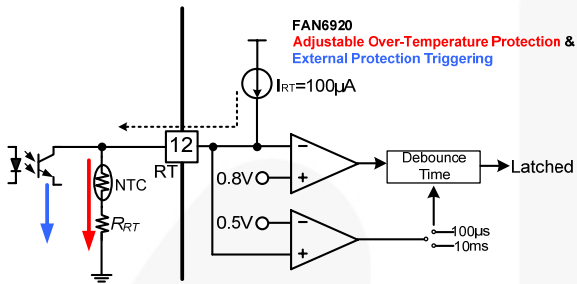 FAN6920
Adjustable Over-Temperature Protection &
External Protection Triggering
IRT=100µA
12
RT
NTC
RRT
0.8V
0.5V
−
+
−
+
Debounce
Time
Latched
100µs
10ms